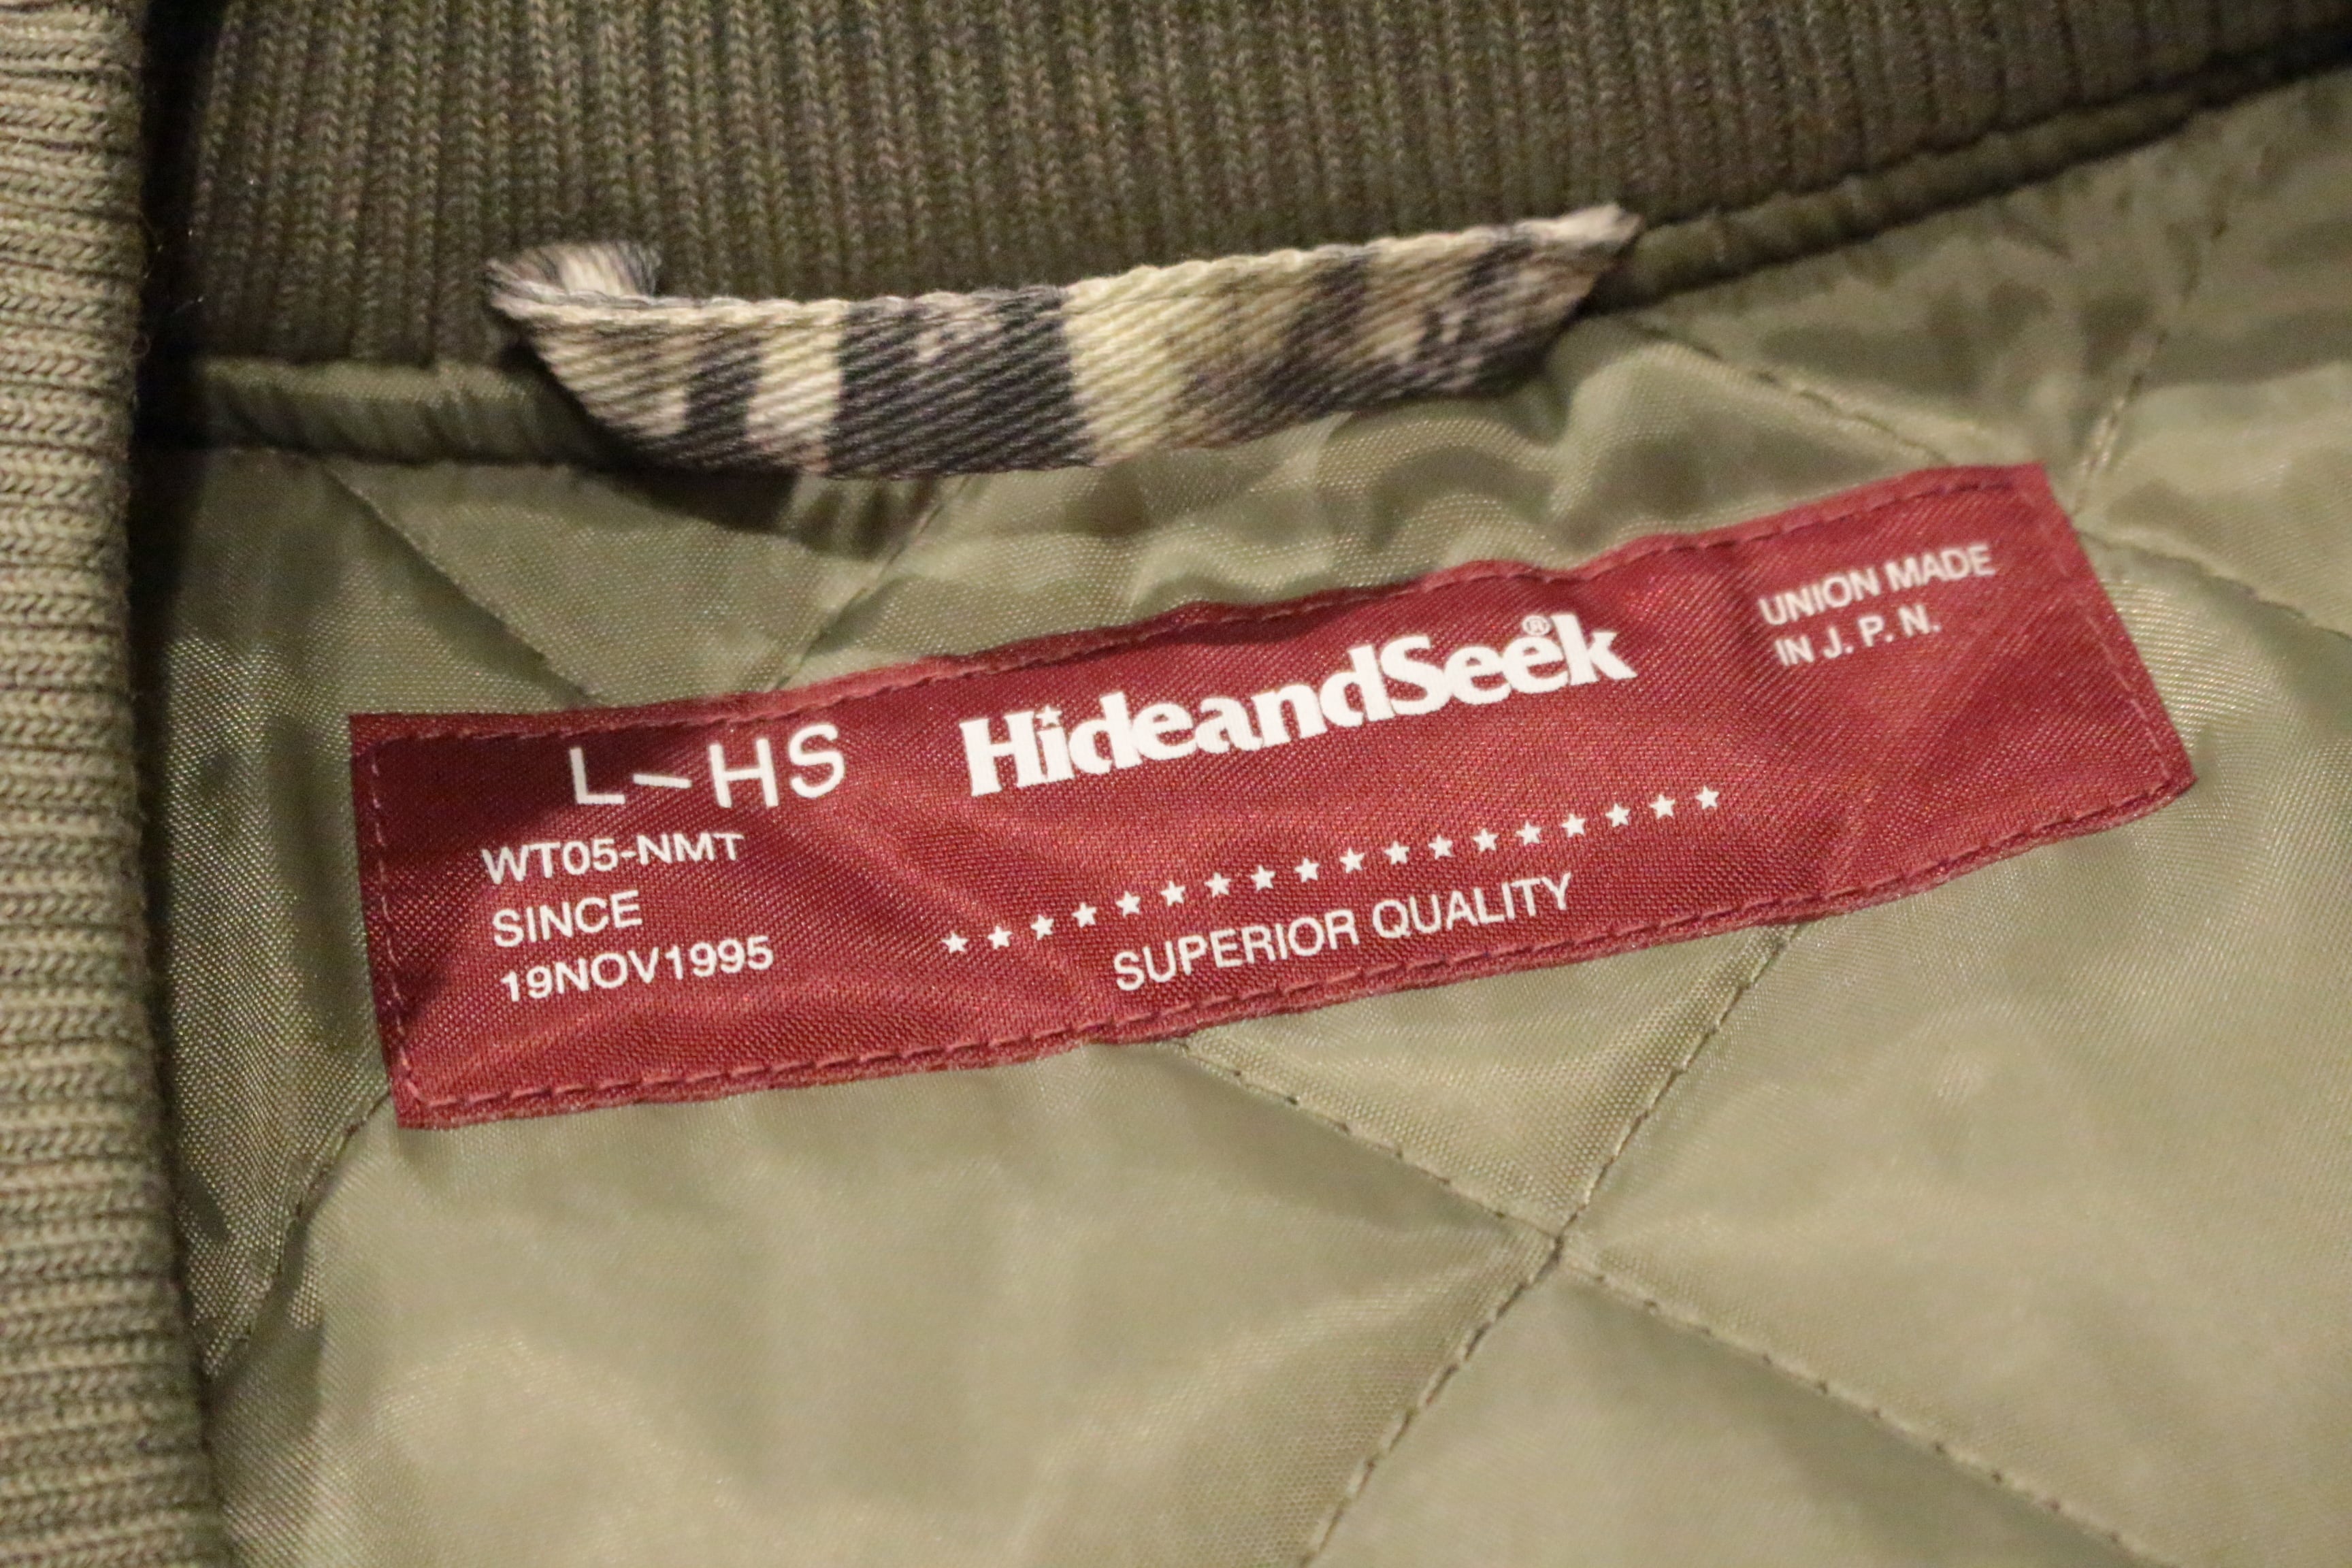 L-HS
WT05-NMT
SINCE
19NOV1995
HideandSeek®
★★★★★★★★★★★★★★★★★★
SUPERIOR QUALITY
UNION MADE
IN J. P. N.